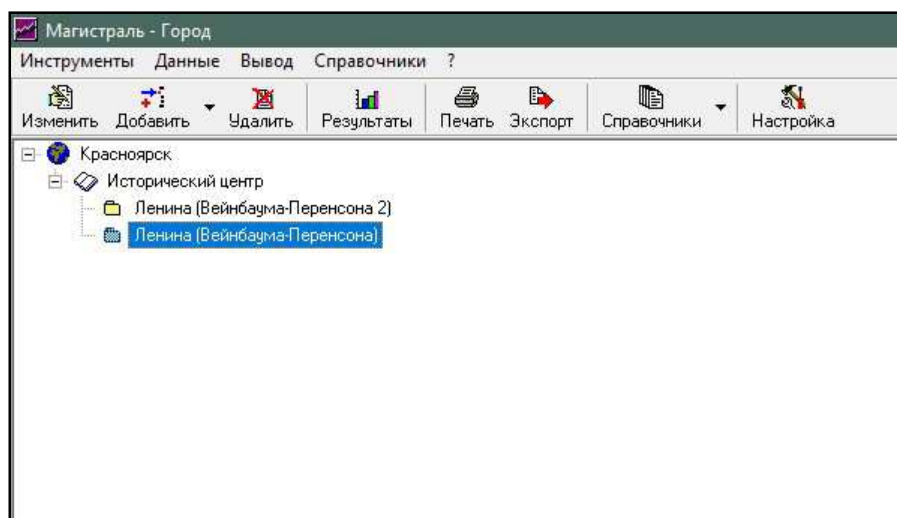 Магистраль - Город
Инструменты Данные Вывод Справочники ?
Изменить Добавить Удалить Результаты Печать Экспорт Справочники Настройка
Красноярск
Исторический центр
Ленина (Вейнбаума-Перенсона 2)
Ленина (Вейнбаума-Перенсона)